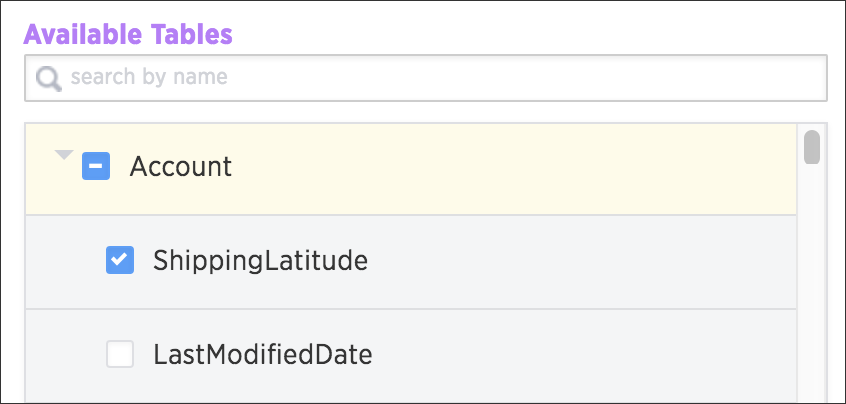 Available Tables
search by name
Account
ShippingLatitude
LastModifiedDate